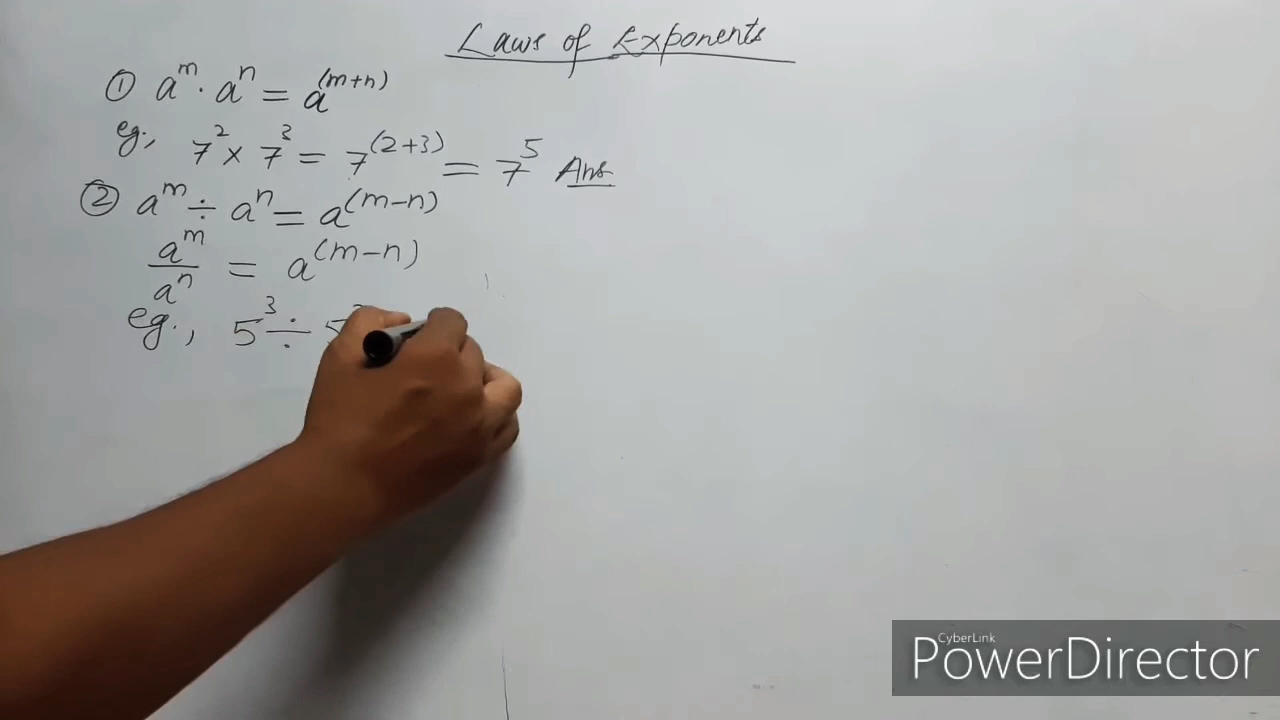 Laws of Exponents
① a^m · a^n = a^(m+n)
eg., 7^2 × 7^3 = 7^(2+3) = 7^5 Ans
② a^m ÷ a^n = a^(m-n)
a^m/a^n = a^(m-n)
eg., 5^3 ÷ 5
CyberLink
PowerDirector